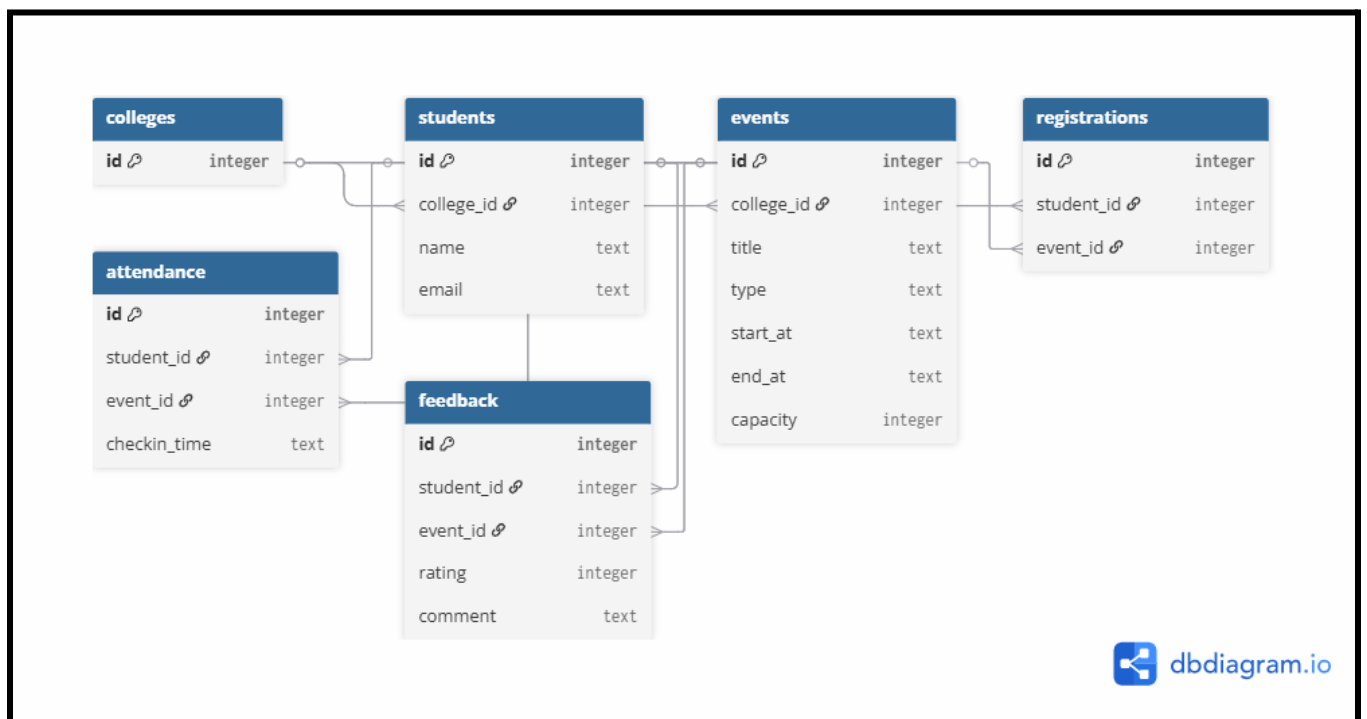 colleges
id integer
students
id integer
college_id integer
name text
email text
events
id integer
college_id integer
title text
type text
start_at text
end_at text
capacity integer
registrations
id integer
student_id integer
event_id integer
attendance
id integer
student_id integer
event_id integer
checkin_time text
feedback
id integer
student_id integer
event_id integer
rating integer
comment text
dbdiagram.io